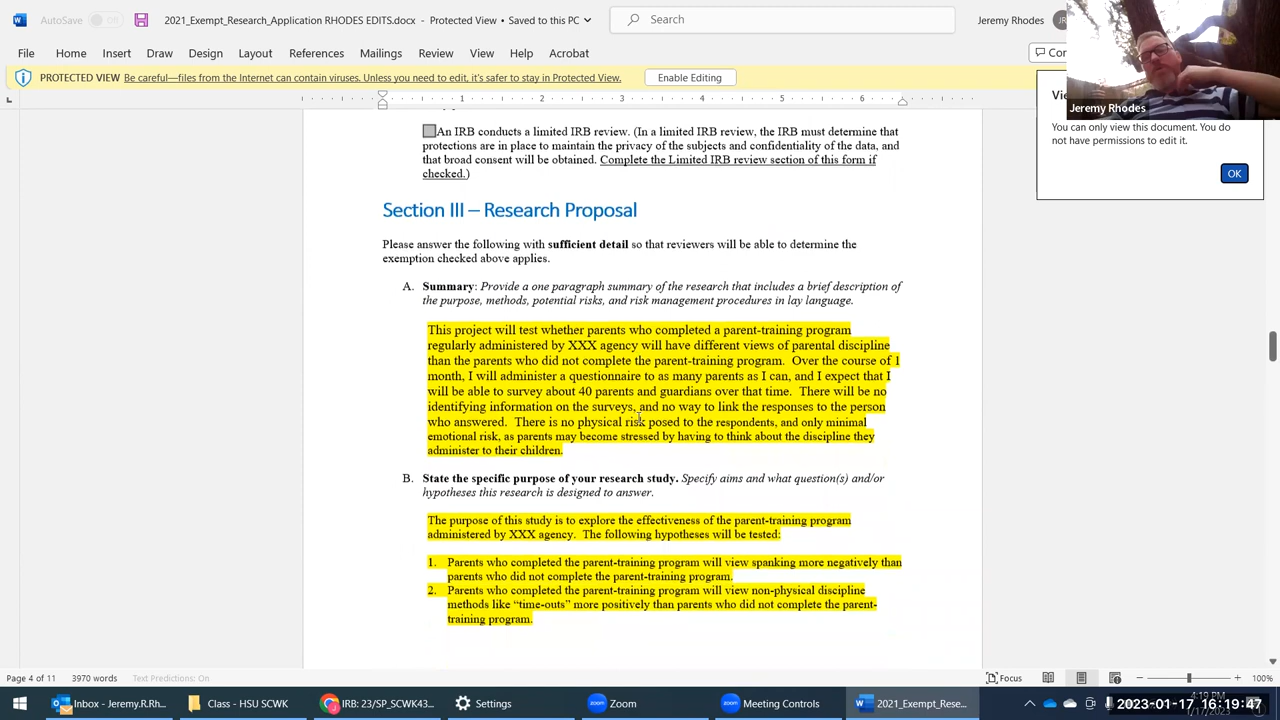 AutoSave Off 2021_Exempt_Research_Application RHODES EDITS.docx - Protected View • Saved to this PC Search Jeremy Rhodes JR
File Home Insert Draw Design Layout References Mailings Review View Help Acrobat
PROTECTED VIEW Be careful—files from the Internet can contain viruses. Unless you need to edit, it's safer to stay in Protected View. Enable Editing
Jeremy Rhodes
You can only view this document. You do
not have permissions to edit it.
OK
1 2 3 4 5 6
An IRB conducts a limited IRB review. (In a limited IRB review, the IRB must determine that
protections are in place to maintain the privacy of the subjects and confidentiality of the data, and
that broad consent will be obtained. Complete the Limited IRB review section of this form if
checked.)
Section III – Research Proposal
Please answer the following with sufficient detail so that reviewers will be able to determine the
exemption checked above applies.
A. Summary: Provide a one paragraph summary of the research that includes a brief description of
the purpose, methods, potential risks, and risk management procedures in lay language.
This project will test whether parents who completed a parent-training program
regularly administered by XXX agency will have different views of parental discipline
than the parents who did not complete the parent-training program. Over the course of 1
month, I will administer a questionnaire to as many parents as I can, and I expect that I
will be able to survey about 40 parents and guardians over that time. There will be no
identifying information on the surveys, and no way to link the responses to the person
who answered. There is no physical risk posed to the respondents, and only minimal
emotional risk, as parents may become stressed by having to think about the discipline they
administer to their children.
B. State the specific purpose of your research study. Specify aims and what question(s) and/or
hypotheses this research is designed to answer.
The purpose of this study is to explore the effectiveness of the parent-training program
administered by XXX agency. The following hypotheses will be tested:
1. Parents who completed the parent-training program will view spanking more negatively than
parents who did not complete the parent-training program.
2. Parents who completed the parent-training program will view non-physical discipline
methods like “time-outs” more positively than parents who did not complete the parent-
training program.
Page 4 of 11 3970 words Text Predictions: On Focus 100%
Inbox - Jeremy.R.Rh... Class - HSU SCWK IRB: 23/SP_SCWK43... Settings Zoom Meeting Controls 2021_Exempt_Rese...
2023-01-17 16:19:47